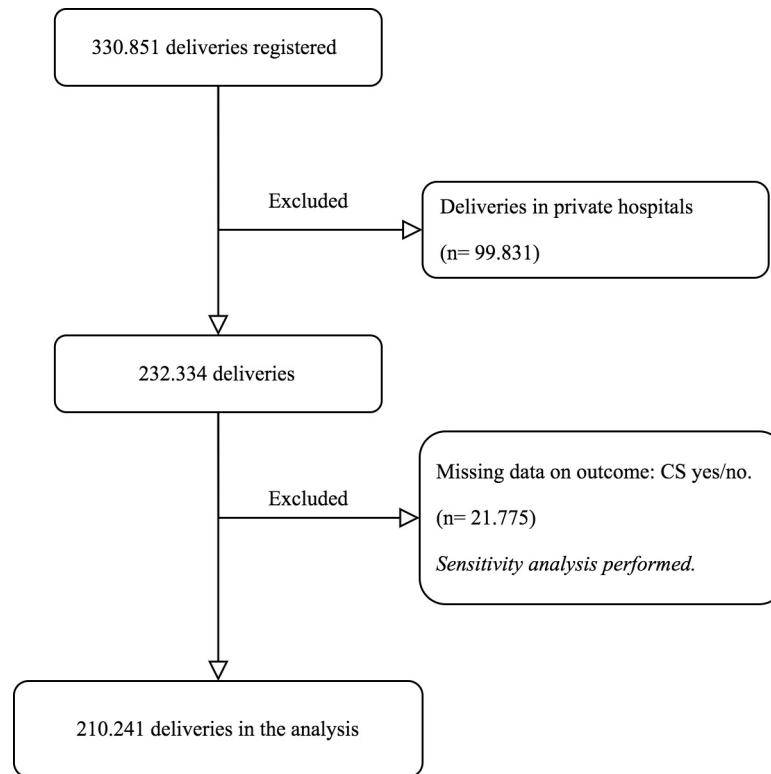 330.851 deliveries registered
Excluded
Deliveries in private hospitals
(n= 99.831)
232.334 deliveries
Excluded
Missing data on outcome: CS yes/no.
(n= 21.775)
Sensitivity analysis performed.
210.241 deliveries in the analysis